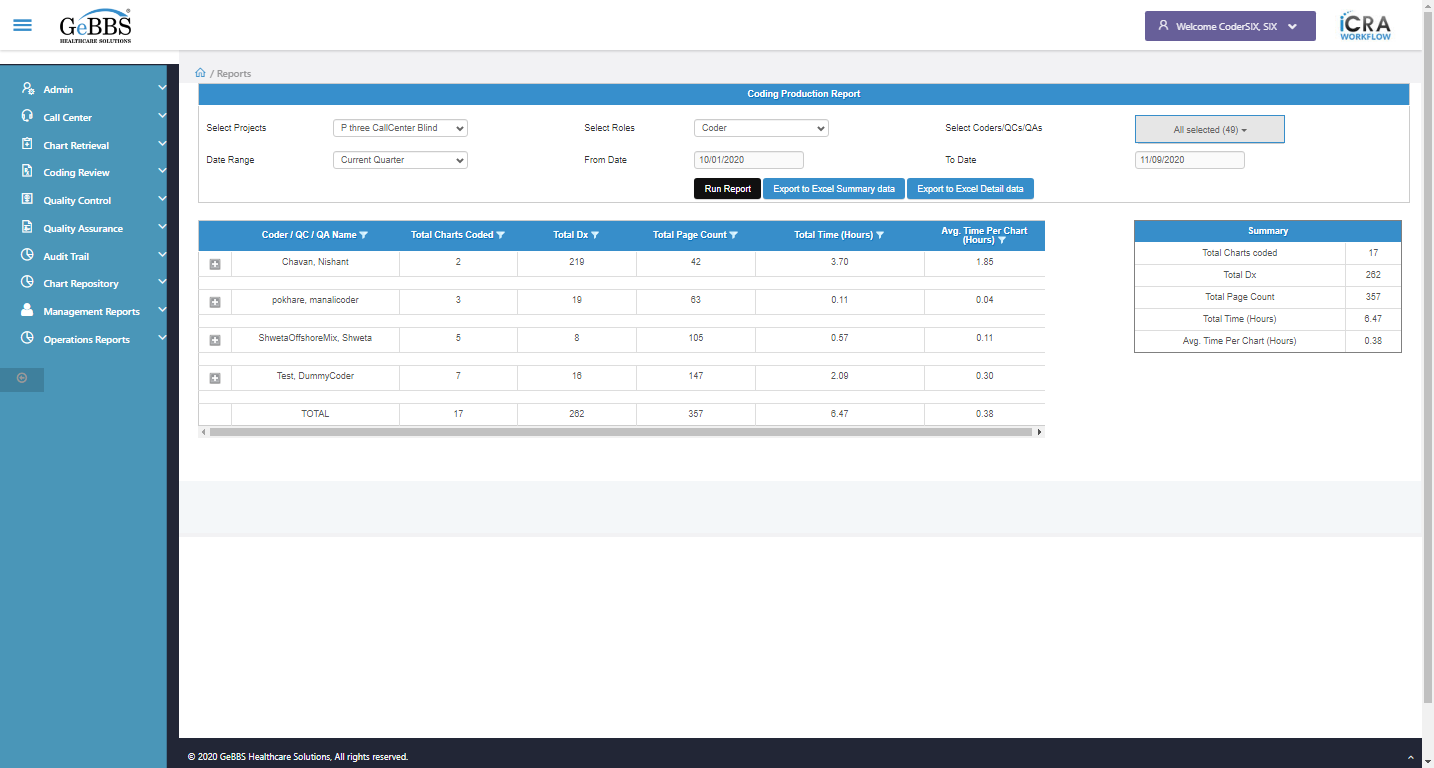 GeBBS
HEALTHCARE SOLUTIONS
Welcome CoderSIX, SIX
iCRA
WORKFLOW
Admin
Call Center
Chart Retrieval
Coding Review
Quality Control
Quality Assurance
Audit Trail
Chart Repository
Management Reports
Operations Reports
/ Reports
Coding Production Report
Select Projects P three CallCenter Blind Select Roles Coder Select Coders/QCs/QAs All selected (49)
Date Range Current Quarter From Date 10/01/2020 To Date 11/09/2020
Run Report Export to Excel Summary data Export to Excel Detail data
Coder / QC / QA Name Total Charts Coded Total Dx Total Page Count Total Time (Hours) Avg. Time Per Chart
(Hours)
Chavan, Nishant 2 219 42 3.70 1.85
pokhare, manalicoder 3 19 63 0.11 0.04
ShwetaOffshoreMix, Shweta 5 8 105 0.57 0.11
Test, DummyCoder 7 16 147 2.09 0.30
TOTAL 17 262 357 6.47 0.38
Summary
Total Charts coded 17
Total Dx 262
Total Page Count 357
Total Time (Hours) 6.47
Avg. Time Per Chart (Hours) 0.38
© 2020 GeBBS Healthcare Solutions, All rights reserved.